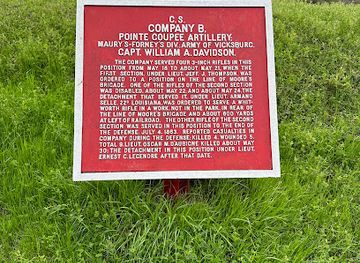 C.S.
COMPANY B,
POINTE COUPEE ARTILLERY;
MAURY'S-FORNEY'S DIV.; ARMY OF VICKSBURG.
CAPT. WILLIAM A. DAVIDSON.
THE COMPANY SERVED FOUR 3-INCH RIFLES IN THIS
POSITION FROM MAY 18 TO ABOUT MAY 21, WHEN THE
FIRST SECTION, UNDER LIEUT. JEFF J. THOMPSON, WAS
ORDERED TO A POSITION ON THE LINE OF MOORE'S
BRIGADE. ONE OF THE RIFLES OF THE SECOND SECTION
WAS DISABLED, ABOUT MAY 22, AND ABOUT MAY 24, THE
DETACHMENT THAT SERVED IT, UNDER LIEUT. ARMAND
SELLE, 22D LOUISIANA, WAS ORDERED TO SERVE A WHIT-
WORTH RIFLE IN A WORK, NOT IN THE PARK, IN REAR OF
THE LINE OF MOORE'S BRIGADE AND ABOUT 600 YARDS
AT LEFT OF RAILROAD. THE OTHER RIFLE OF THE SECOND
SECTION WAS SERVED IN THIS POSITION TO THE END OF
THE DEFENSE, JULY 4, 1863. REPORTED CASUALTIES IN
COMPANY DURING THE DEFENSE: KILLED 4, WOUNDED 5,
TOTAL 9. LIEUT. OSCAR M. D'AUBIGNE KILLED ABOUT MAY
30; THE DETACHMENT IN THIS POSITION UNDER LIEUT.
ERNEST C. LEGENDRE AFTER THAT DATE.